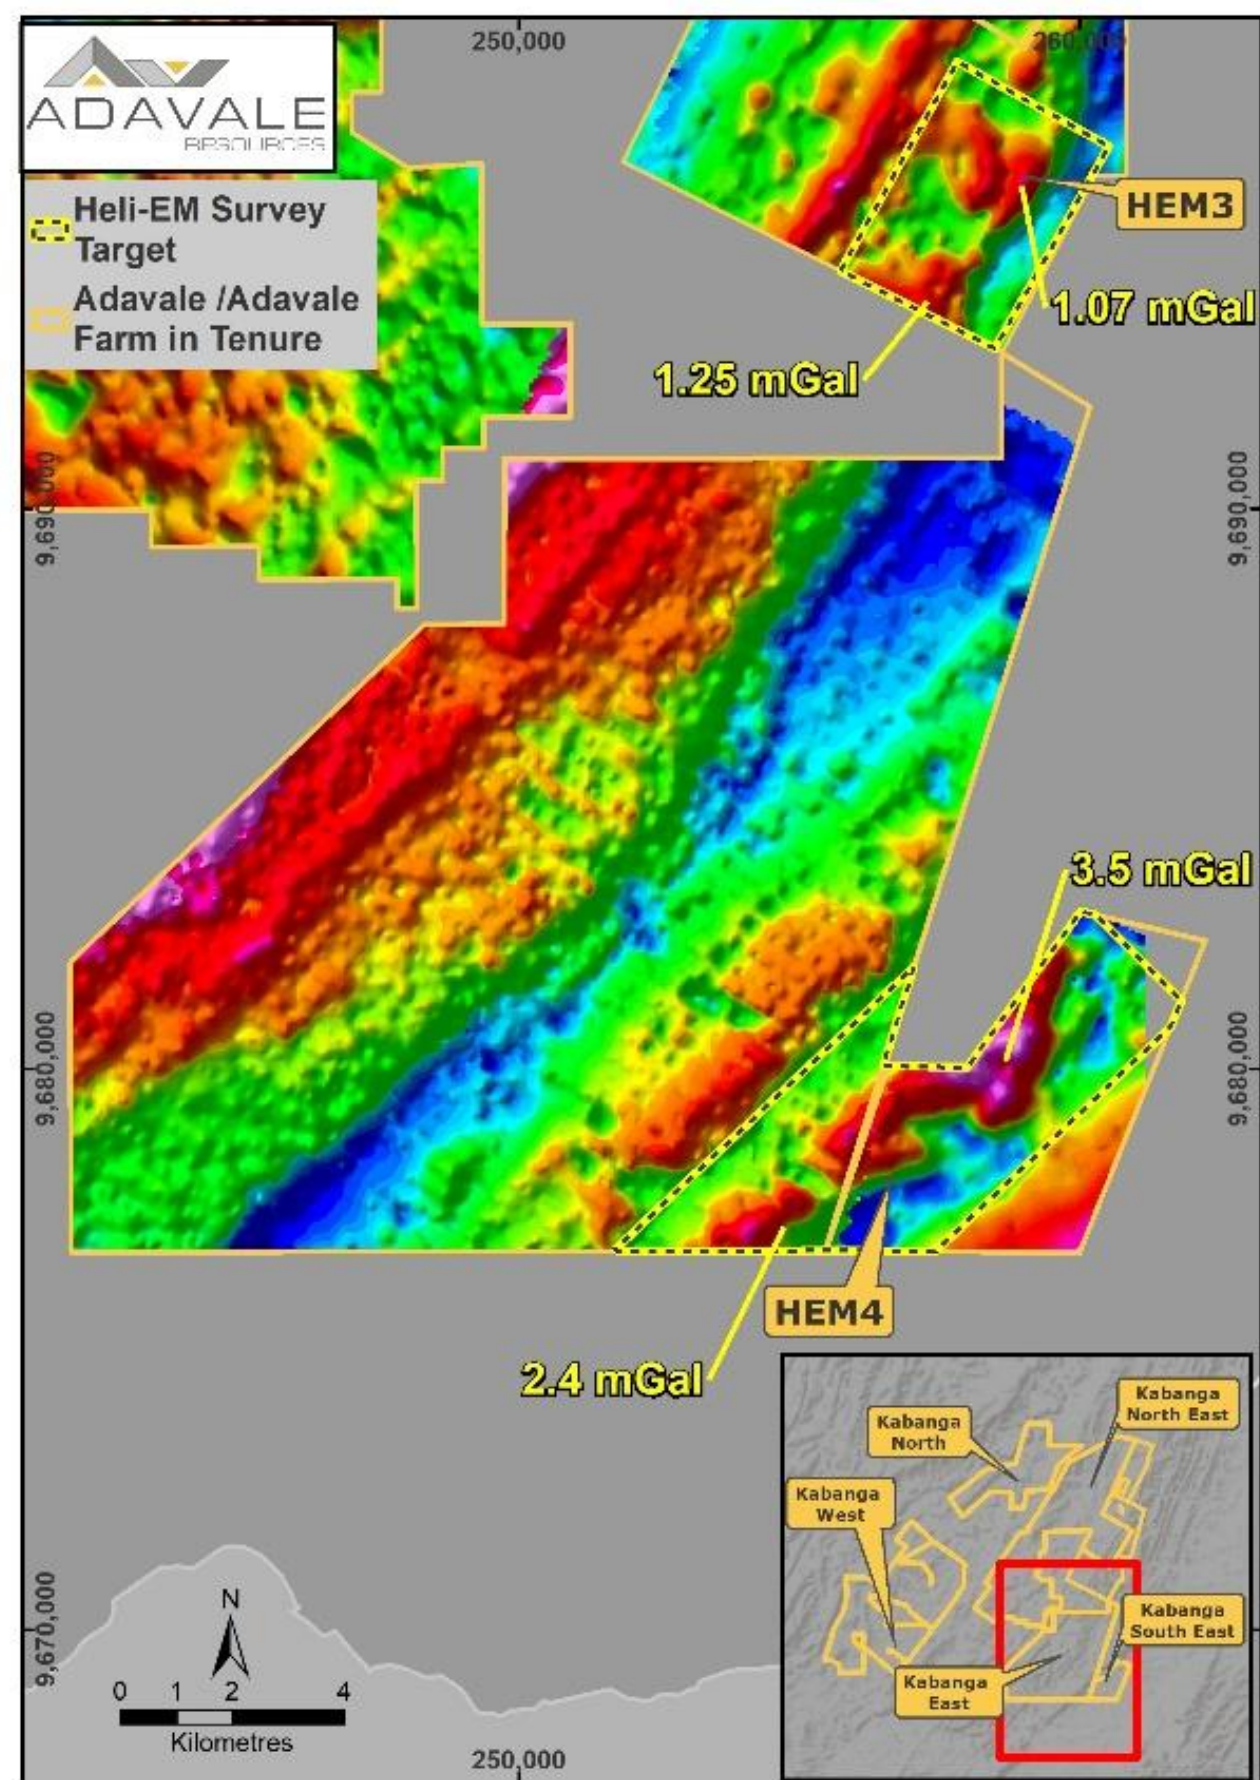 250,000
260,000
ADAVALE
RESOURCES
Heli-EM Survey
Target
Adavale /Adavale
Farm in Tenure
HEM3
1.07 mGal
1.25 mGal
9,690,000
9,690,000
3.5 mGal
9,680,000
9,680,000
HEM4
2.4 mGal
Kabanga
North East
Kabanga
North
Kabanga
West
Kabanga
South East
Kabanga
East
9,670,000
N
0 1 2 4
Kilometres
250,000